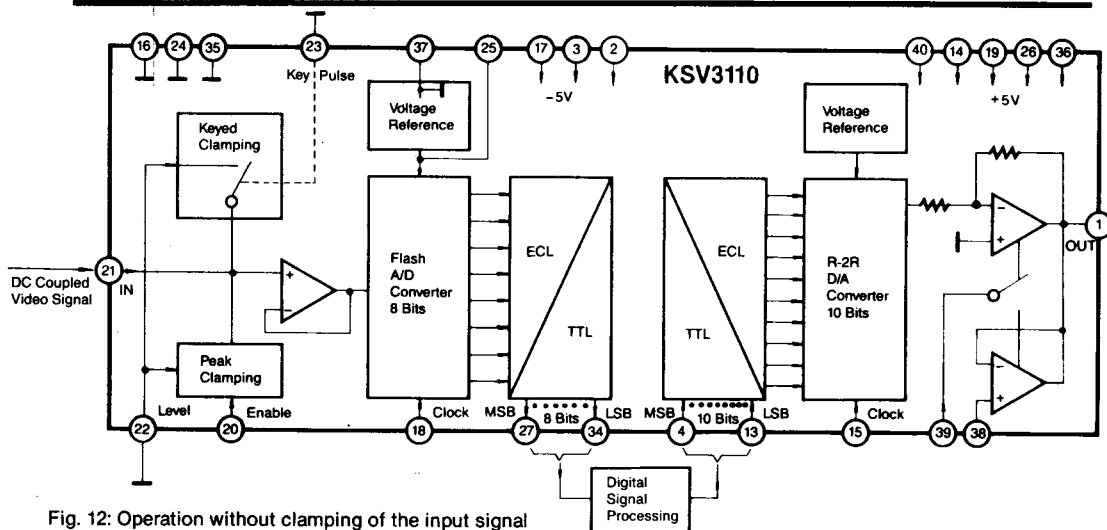 16 24 35 23 37 25 17 3 2 40 14 19 26 36
Key Pulse
-5V
KSV3110
+5V
Keyed
Clamping
Voltage
Reference
Voltage
Reference
DC Coupled
Video Signal
21
IN
+
-
Flash
A/D
Converter
8 Bits
ECL
TTL
ECL
TTL
R-2R
D/A
Converter
10 Bits
-
+
1
OUT
-
+
Peak
Clamping
Level
Enable
Clock
MSB
8 Bits
LSB
MSB
10 Bits
LSB
Clock
22 20 18 27 34 4 13 15 39 38
Digital
Signal
Processing
Fig. 12: Operation without clamping of the input signal